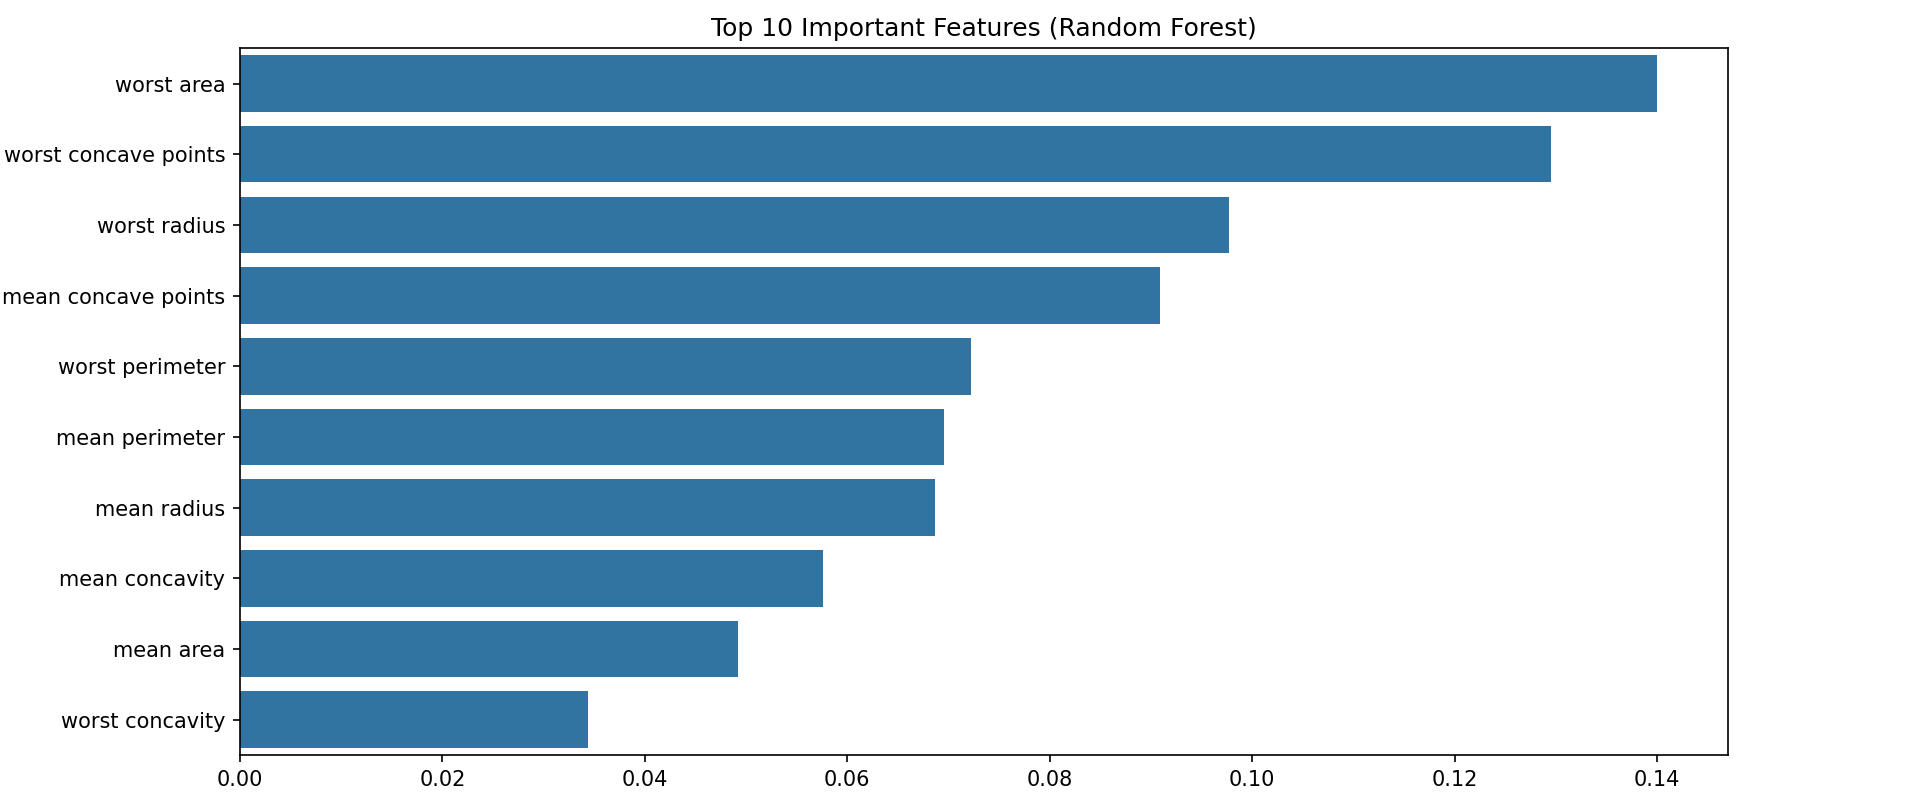 Top 10 Important Features (Random Forest)
worst area
worst concave points
worst radius
mean concave points
worst perimeter
mean perimeter
mean radius
mean concavity
mean area
worst concavity
0.00 0.02 0.04 0.06 0.08 0.10 0.12 0.14